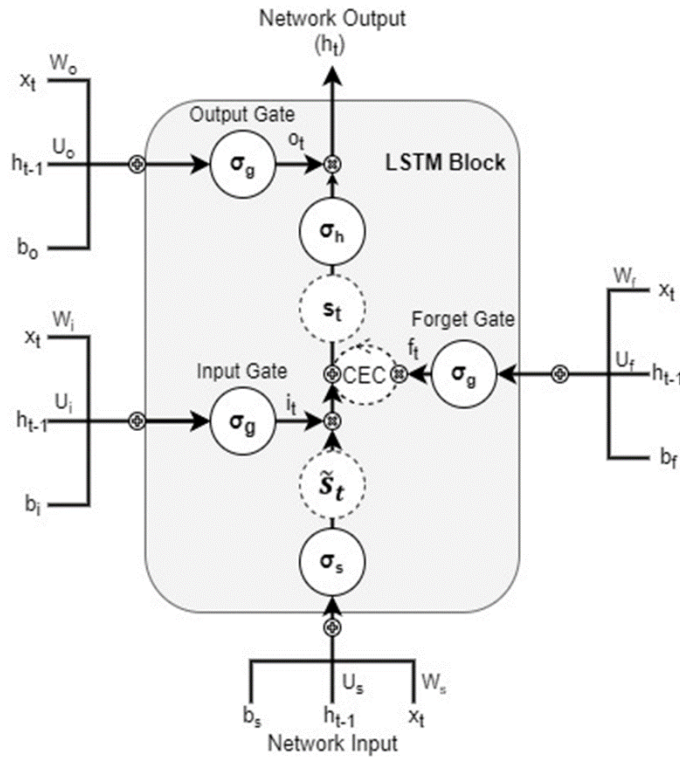 Network Output
(hₜ)
Wₒ
xₜ
Uₒ
hₜ₋₁
bₒ
Output Gate
σg
oₜ
LSTM Block
σₕ
sₜ
Wᵢ
xₜ
Uᵢ
hₜ₋₁
bᵢ
Input Gate
σg
iₜ
CEC
Forget Gate
fₜ
σg
Wf
xₜ
Uf
hₜ₋₁
bf
s̃ₜ
σₛ
Uₛ
Wₛ
bₛ
hₜ₋₁
xₜ
Network Input